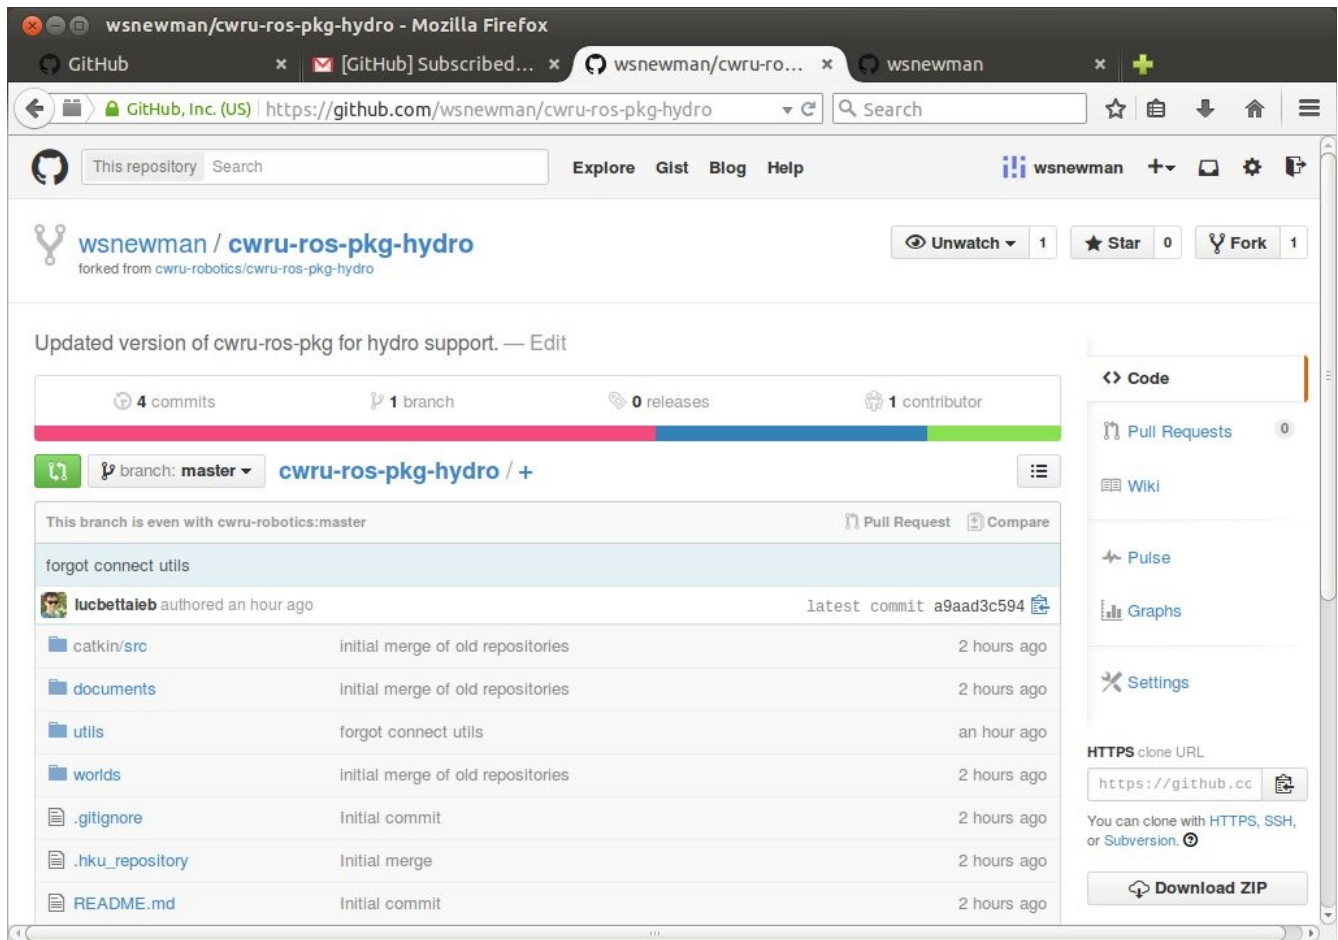 wsnewman/cwru-ros-pkg-hydro - Mozilla Firefox
GitHub [GitHub] Subscribed... wsnewman/cwru-ro... wsnewman
GitHub, Inc. (US) https://github.com/wsnewman/cwru-ros-pkg-hydro Search
This repository Search Explore Gist Blog Help wsnewman
wsnewman / cwru-ros-pkg-hydro Unwatch 1 Star 0 Fork 1
forked from cwru-robotics/cwru-ros-pkg-hydro
Updated version of cwru-ros-pkg for hydro support. — Edit
4 commits 1 branch 0 releases 1 contributor
branch: master cwru-ros-pkg-hydro / +
This branch is even with cwru-robotics:master Pull Request Compare
forgot connect utils
lucbettaieb authored an hour ago latest commit a9aad3c594
catkin/src initial merge of old repositories 2 hours ago
documents initial merge of old repositories 2 hours ago
utils forgot connect utils an hour ago
worlds initial merge of old repositories 2 hours ago
.gitignore Initial commit 2 hours ago
.hku_repository Initial merge 2 hours ago
README.md Initial commit 2 hours ago
Code
Pull Requests 0
Wiki
Pulse
Graphs
Settings
HTTPS clone URL
https://github.cc
You can clone with HTTPS, SSH,
or Subversion.
Download ZIP